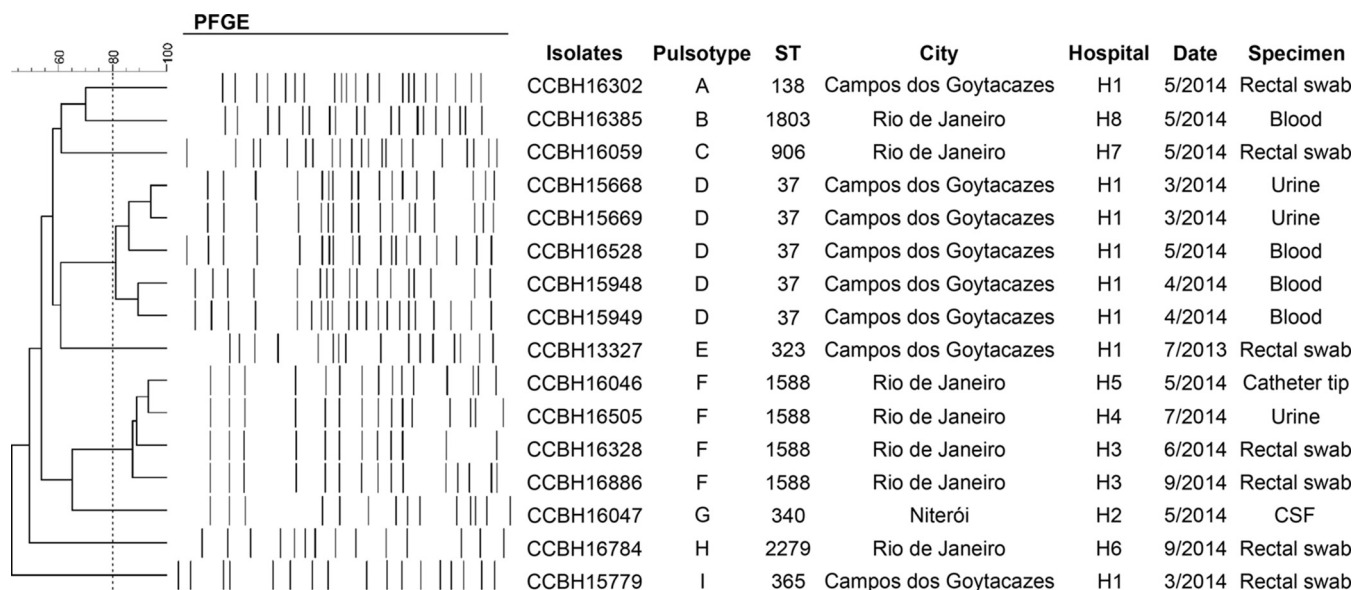 PFGE
60 80 100
Isolates Pulsotype ST City Hospital Date Specimen
CCBH16302 A 138 Campos dos Goytacazes H1 5/2014 Rectal swab
CCBH16385 B 1803 Rio de Janeiro H8 5/2014 Blood
CCBH16059 C 906 Rio de Janeiro H7 5/2014 Rectal swab
CCBH15668 D 37 Campos dos Goytacazes H1 3/2014 Urine
CCBH15669 D 37 Campos dos Goytacazes H1 3/2014 Urine
CCBH16528 D 37 Campos dos Goytacazes H1 5/2014 Blood
CCBH15948 D 37 Campos dos Goytacazes H1 4/2014 Blood
CCBH15949 D 37 Campos dos Goytacazes H1 4/2014 Blood
CCBH13327 E 323 Campos dos Goytacazes H1 7/2013 Rectal swab
CCBH16046 F 1588 Rio de Janeiro H5 5/2014 Catheter tip
CCBH16505 F 1588 Rio de Janeiro H4 7/2014 Urine
CCBH16328 F 1588 Rio de Janeiro H3 6/2014 Rectal swab
CCBH16886 F 1588 Rio de Janeiro H3 9/2014 Rectal swab
CCBH16047 G 340 Niterói H2 5/2014 CSF
CCBH16784 H 2279 Rio de Janeiro H6 9/2014 Rectal swab
CCBH15779 I 365 Campos dos Goytacazes H1 3/2014 Rectal swab